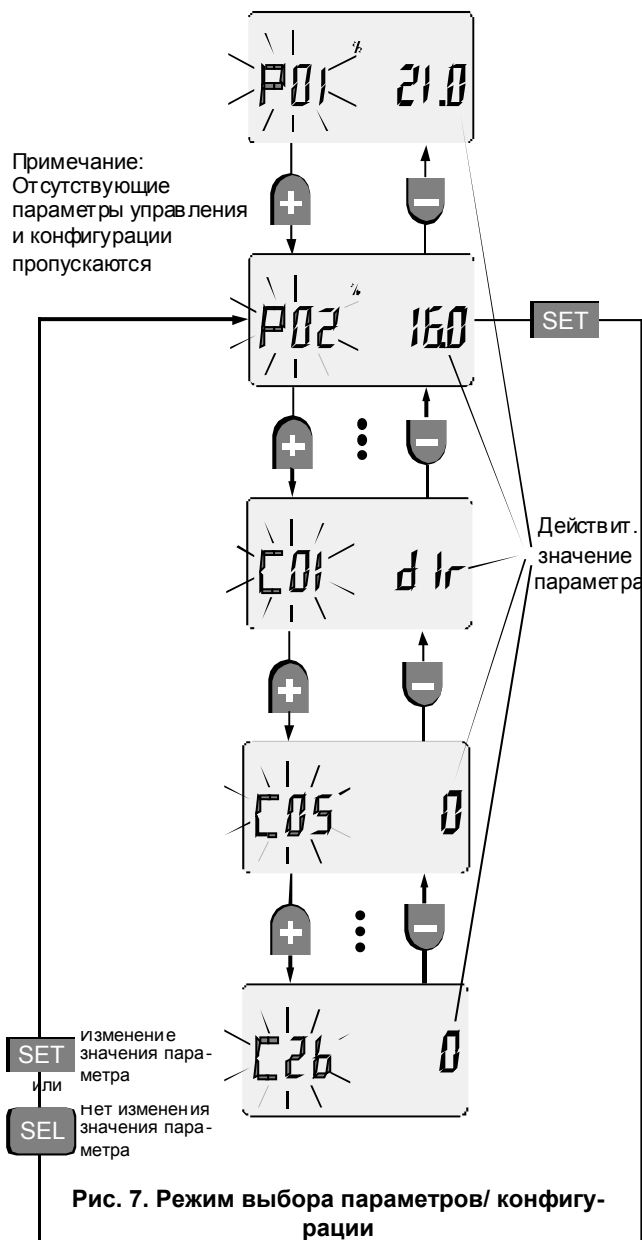 P01 % 21.0
Примечание:
Отсутствующие
параметры управления
и конфигурации
пропускаются
+ −
P02 % 16.0
SET
+ −
C01 dIr
Действит.
значение
параметра
+ −
C05 0
+ −
C26 0
SET
Изменение
значения пара-
метра
или
SEL
Нет изменения
значения пара-
метра
Рис. 7. Режим выбора параметров/ конфигу-
рации